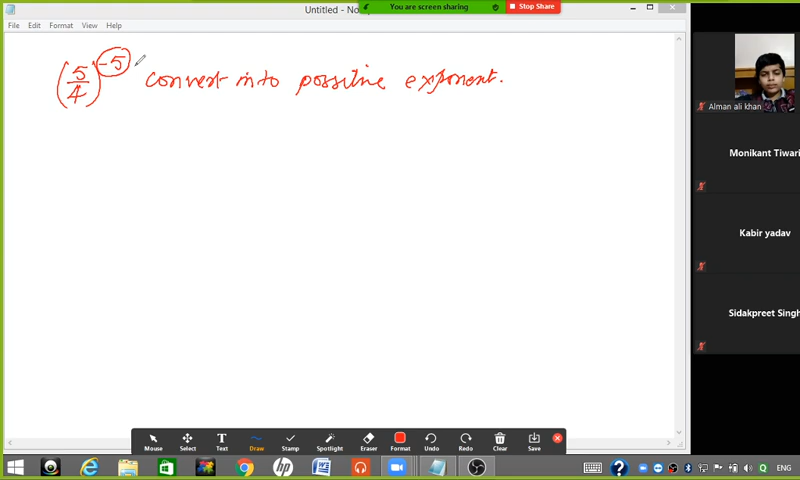 Untitled - No
You are screen sharing
Stop Share
File Edit Format View Help
(5/4)^-5 convert into possitive exponent.
Alman ali khan
Monikant Tiwari
Kabir yadav
Sidakpreet Singh
Mouse Select Text Draw Stamp Spotlight Eraser Format Undo Redo Clear Save
ENG